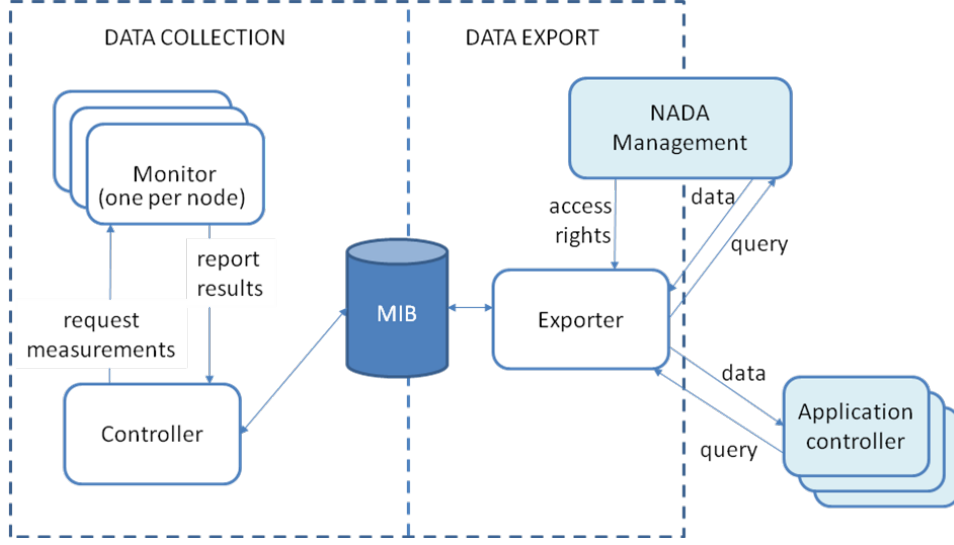 DATA COLLECTION
DATA EXPORT
Monitor
(one per node)
NADA
Management
access
rights
data
query
report
results
request
measurements
MIB
Exporter
Controller
data
query
Application
controller